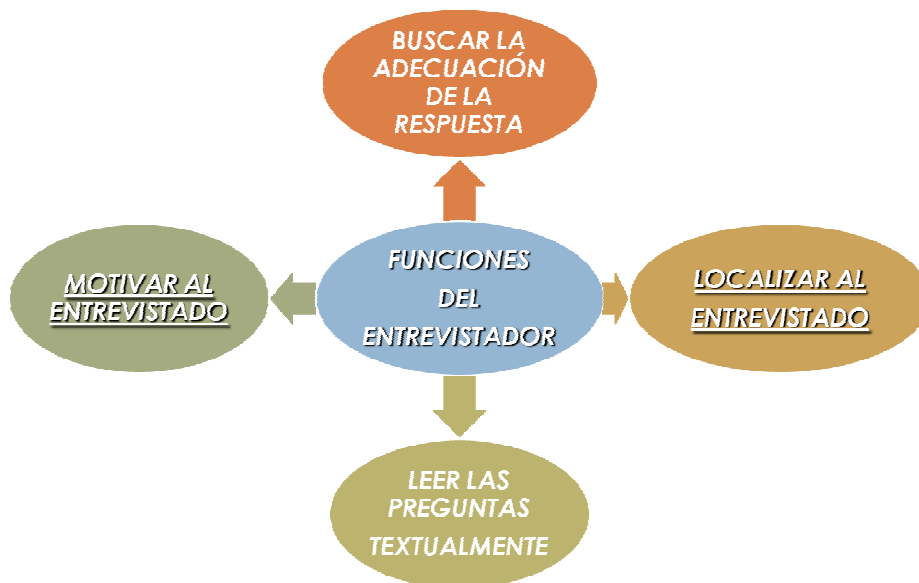 BUSCAR LA
ADECUACIÓN
DE LA
RESPUESTA
MOTIVAR AL
ENTREVISTADO
FUNCIONES
DEL
ENTREVISTADOR
LOCALIZAR AL
ENTREVISTADO
LEER LAS
PREGUNTAS
TEXTUALMENTE